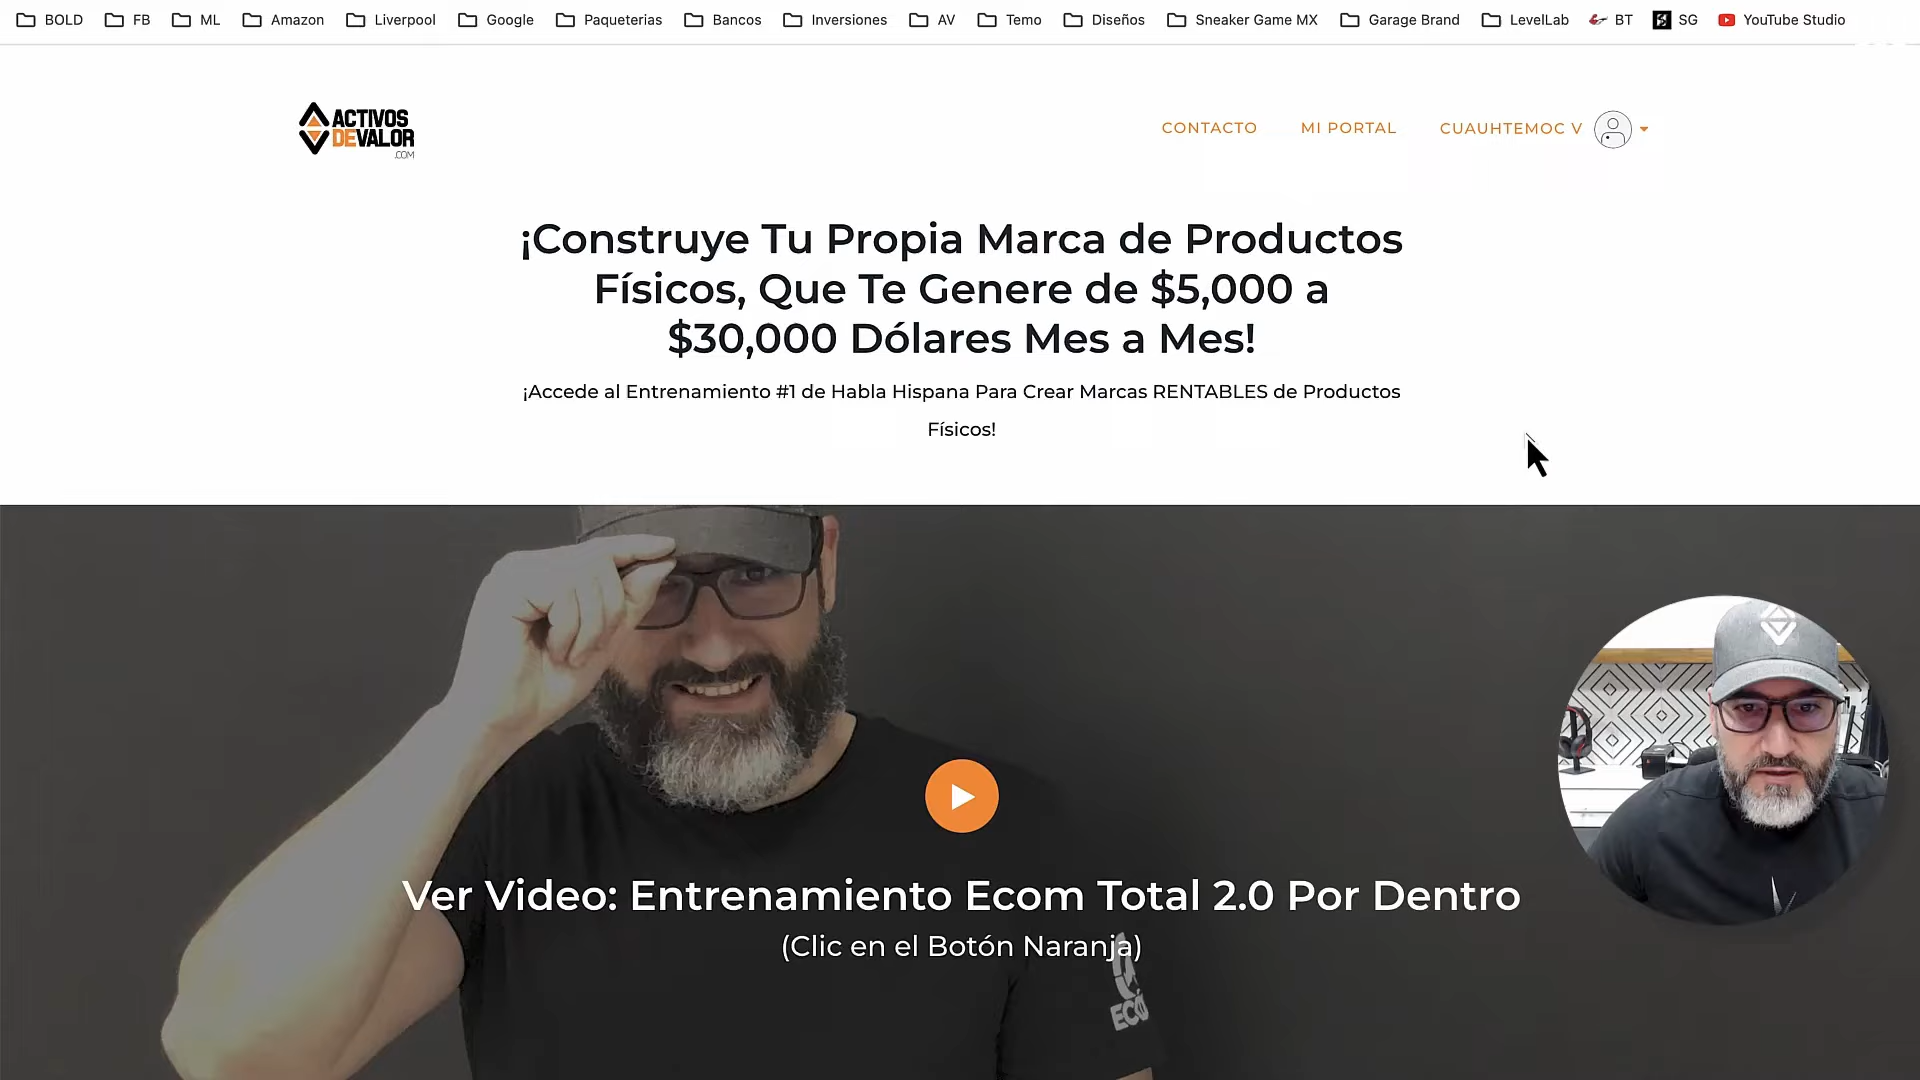 BOLD FB ML Amazon Liverpool Google Paqueterias Bancos Inversiones AV Temo Diseños Sneaker Game MX Garage Brand LevelLab BT SG YouTube Studio
ACTIVOS
DEVALOR
.COM
CONTACTO MI PORTAL CUAUHTEMOC V
¡Construye Tu Propia Marca de Productos
Físicos, Que Te Genere de $5,000 a
$30,000 Dólares Mes a Mes!
¡Accede al Entrenamiento #1 de Habla Hispana Para Crear Marcas RENTABLES de Productos
Físicos!
Ver Video: Entrenamiento Ecom Total 2.0 Por Dentro
(Clic en el Botón Naranja)